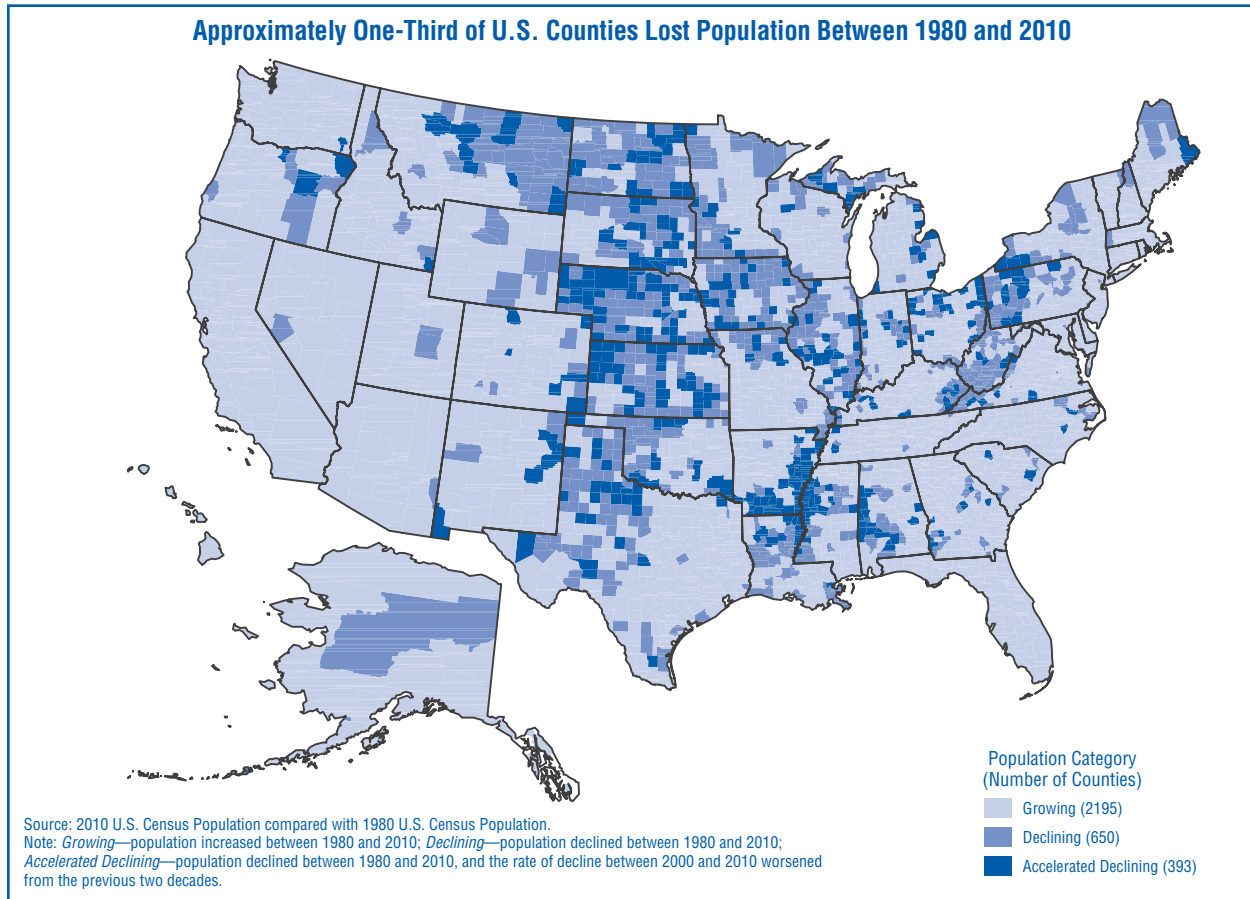 Approximately One-Third of U.S. Counties Lost Population Between 1980 and 2010
Population Category
(Number of Counties)
Growing (2195)
Declining (650)
Accelerated Declining (393)
Source: 2010 U.S. Census Population compared with 1980 U.S. Census Population.
Note: Growing—population increased between 1980 and 2010; Declining—population declined between 1980 and 2010;
Accelerated Declining—population declined between 1980 and 2010, and the rate of decline between 2000 and 2010 worsened
from the previous two decades.